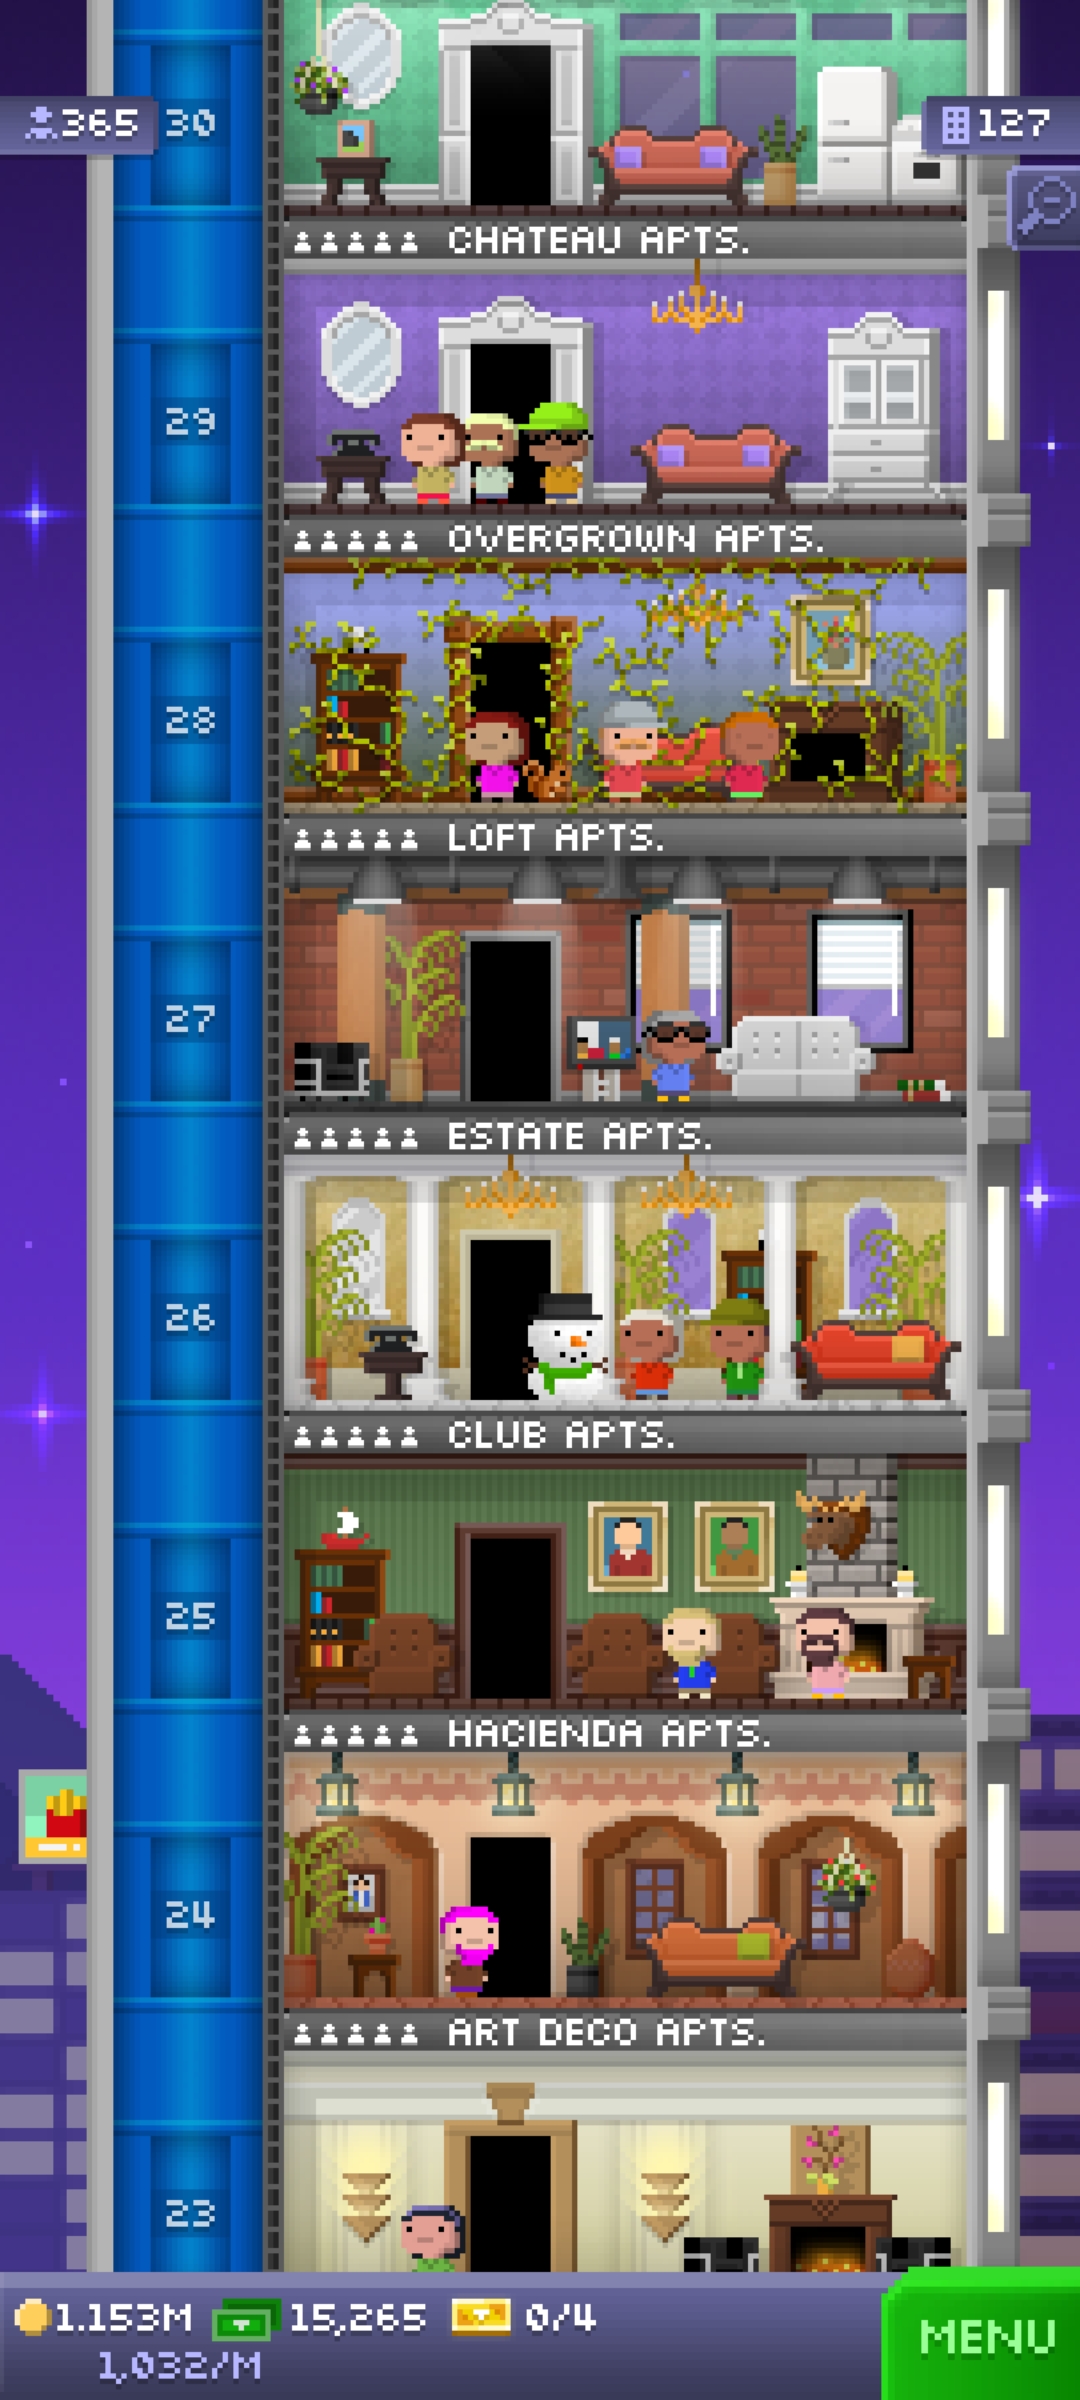 365
30
127
CHATEAU APTS.
29
OVERGROWN APTS.
28
LOFT APTS.
27
ESTATE APTS.
26
CLUB APTS.
25
HACIENDA APTS.
24
ART DECO APTS.
23
1.153M 15,265 0/4
1,032/M
MENU